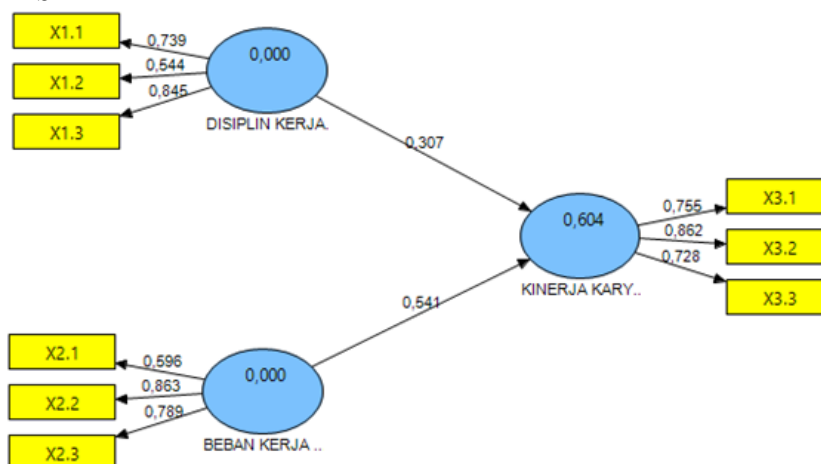 X1.1
0,739
X1.2
0,544
X1.3
0,845
0,000
DISIPLIN KERJA.
0,307
X2.1
0,596
X2.2
0,863
X2.3
0,789
0,000
BEBAN KERJA ..
0,541
0,604
KINERJA KARY..
0,755
X3.1
0,862
X3.2
0,728
X3.3